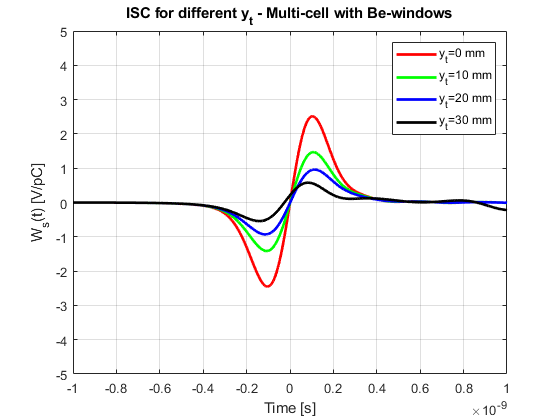 ISC for different y_t - Multi-cell with Be-windows
y_t=0 mm
y_t=10 mm
y_t=20 mm
y_t=30 mm
W_s(t) [V/pC]
5
4
3
2
1
0
-1
-2
-3
-4
-5
-1 -0.8 -0.6 -0.4 -0.2 0 0.2 0.4 0.6 0.8 1
Time [s]
×10^-9